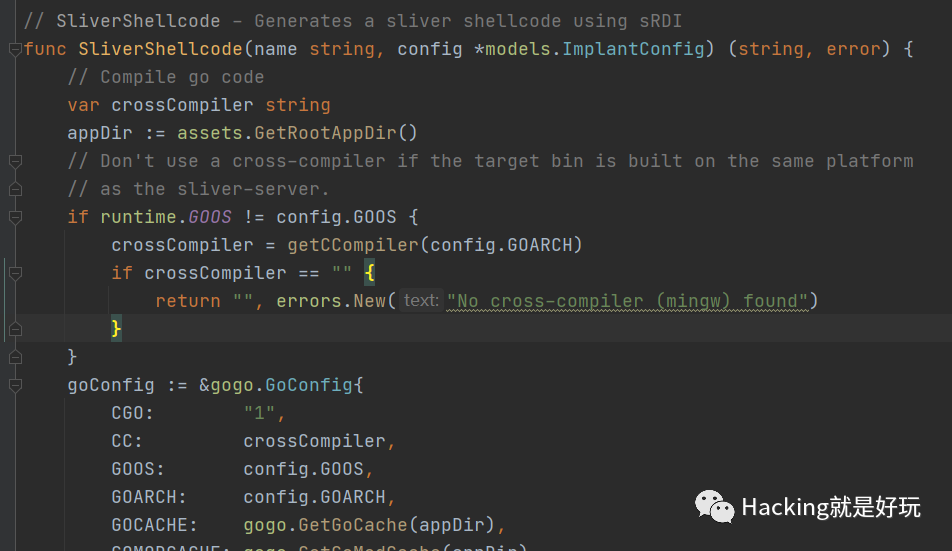 // SliverShellcode - Generates a sliver shellcode using sRDI
func SliverShellcode(name string, config *models.ImplantConfig) (string, error) {
    // Compile go code
    var crossCompiler string
    appDir := assets.GetRootAppDir()
    // Don't use a cross-compiler if the target bin is built on the same platform
    // as the sliver-server.
    if runtime.GOOS != config.GOOS {
        crossCompiler = getCCompiler(config.GOARCH)
        if crossCompiler == "" {
            return "", errors.New( text: "No cross-compiler (mingw) found")
        }
    }
    goConfig := &gogo.GoConfig{
        CGO:        "1",
        CC:         crossCompiler,
        GOOS:       config.GOOS,
        GOARCH:     config.GOARCH,
        GOCACHE:    gogo.GetGoCache(appDir),
        GOMODCACHE: gogo.GetGoModCache(appDir)
Hacking就是好玩